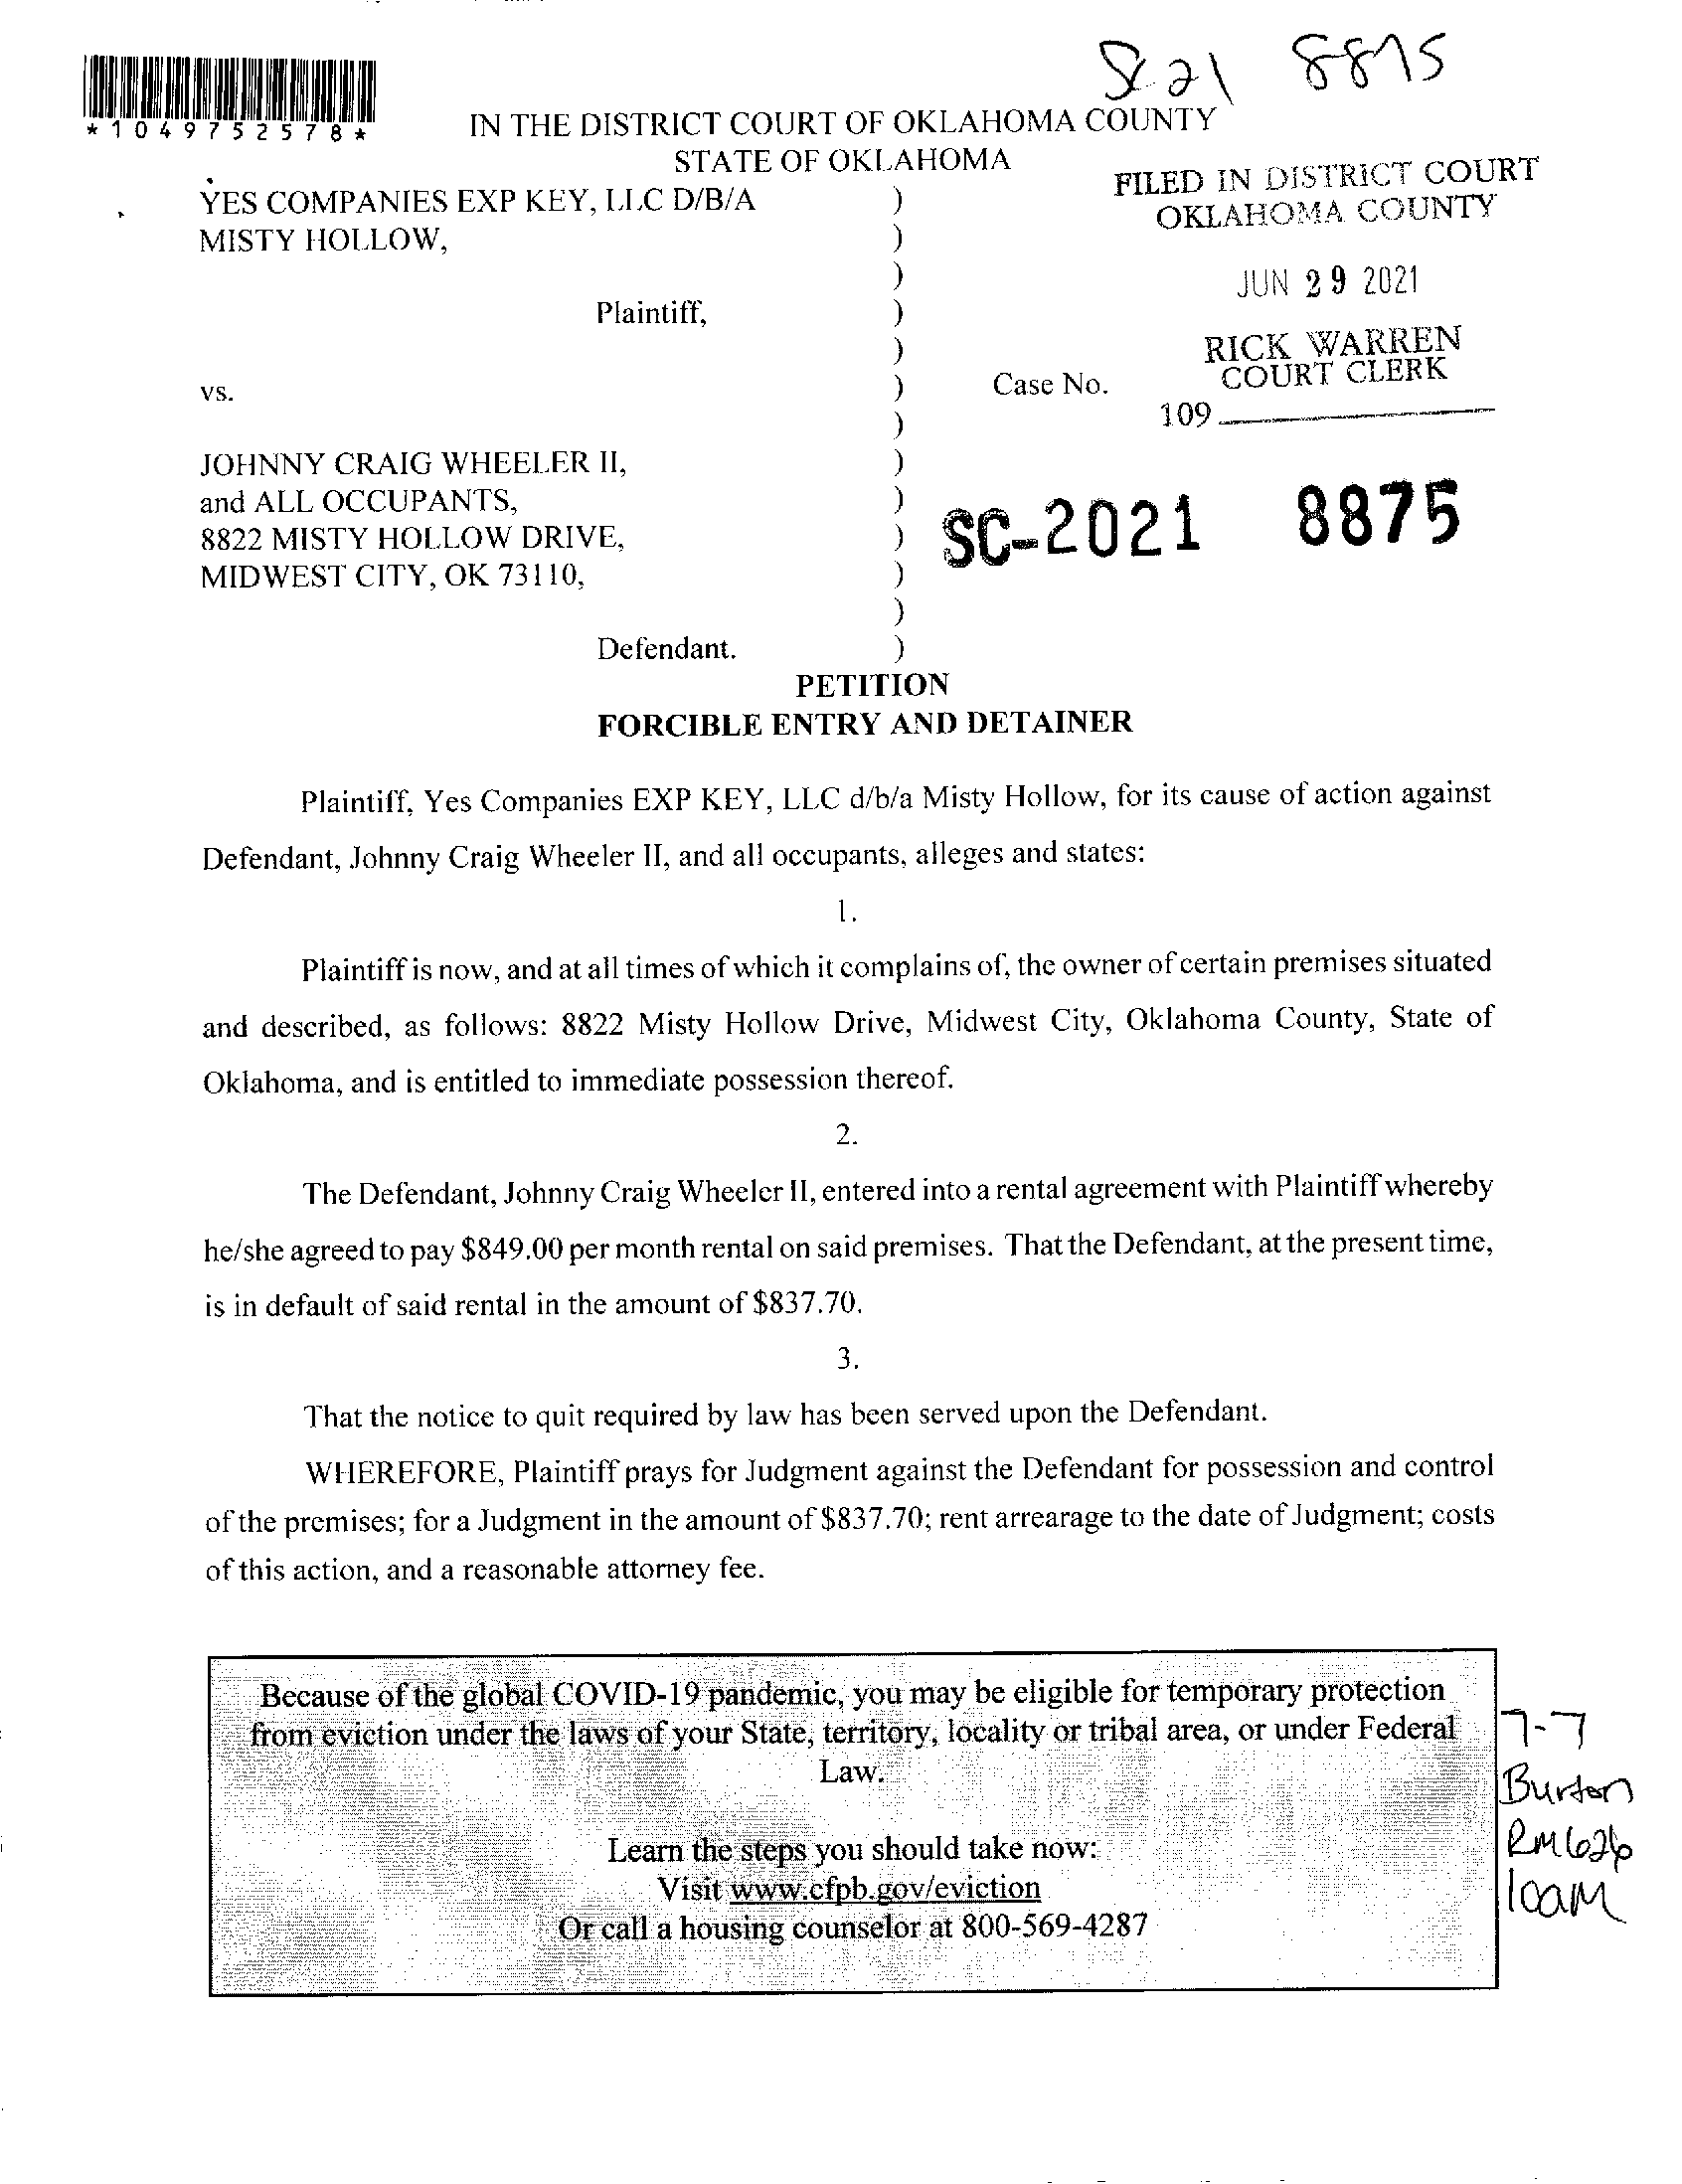 SC 21 8875
*1049752578*
IN THE DISTRICT COURT OF OKLAHOMA COUNTY
STATE OF OKLAHOMA
FILED IN DISTRICT COURT
OKLAHOMA COUNTY
JUN 29 2021
RICK WARREN
COURT CLERK
109
YES COMPANIES EXP KEY, LLC D/B/A )
MISTY HOLLOW, )
)
Plaintiff, )
)
vs. ) Case No.
)
JOHNNY CRAIG WHEELER II, )
and ALL OCCUPANTS, )
8822 MISTY HOLLOW DRIVE, ) SC-2021 8875
MIDWEST CITY, OK 73110, )
)
Defendant. )
PETITION
FORCIBLE ENTRY AND DETAINER
Plaintiff, Yes Companies EXP KEY, LLC d/b/a Misty Hollow, for its cause of action against
Defendant, Johnny Craig Wheeler II, and all occupants, alleges and states:
1.
Plaintiff is now, and at all times of which it complains of, the owner of certain premises situated
and described, as follows: 8822 Misty Hollow Drive, Midwest City, Oklahoma County, State of
Oklahoma, and is entitled to immediate possession thereof.
2.
The Defendant, Johnny Craig Wheeler II, entered into a rental agreement with Plaintiff whereby
he/she agreed to pay $849.00 per month rental on said premises. That the Defendant, at the present time,
is in default of said rental in the amount of $837.70.
3.
That the notice to quit required by law has been served upon the Defendant.
WHEREFORE, Plaintiff prays for Judgment against the Defendant for possession and control
of the premises; for a Judgment in the amount of $837.70; rent arrearage to the date of Judgment; costs
of this action, and a reasonable attorney fee.
Because of the global COVID-19 pandemic, you may be eligible for temporary protection
from eviction under the laws of your State, territory, locality or tribal area, or under Federal
Law.
Learn the steps you should take now:
Visit www.cfpb.gov/eviction
Or call a housing counselor at 800-569-4287
7-7
Burton
RM 626
10am